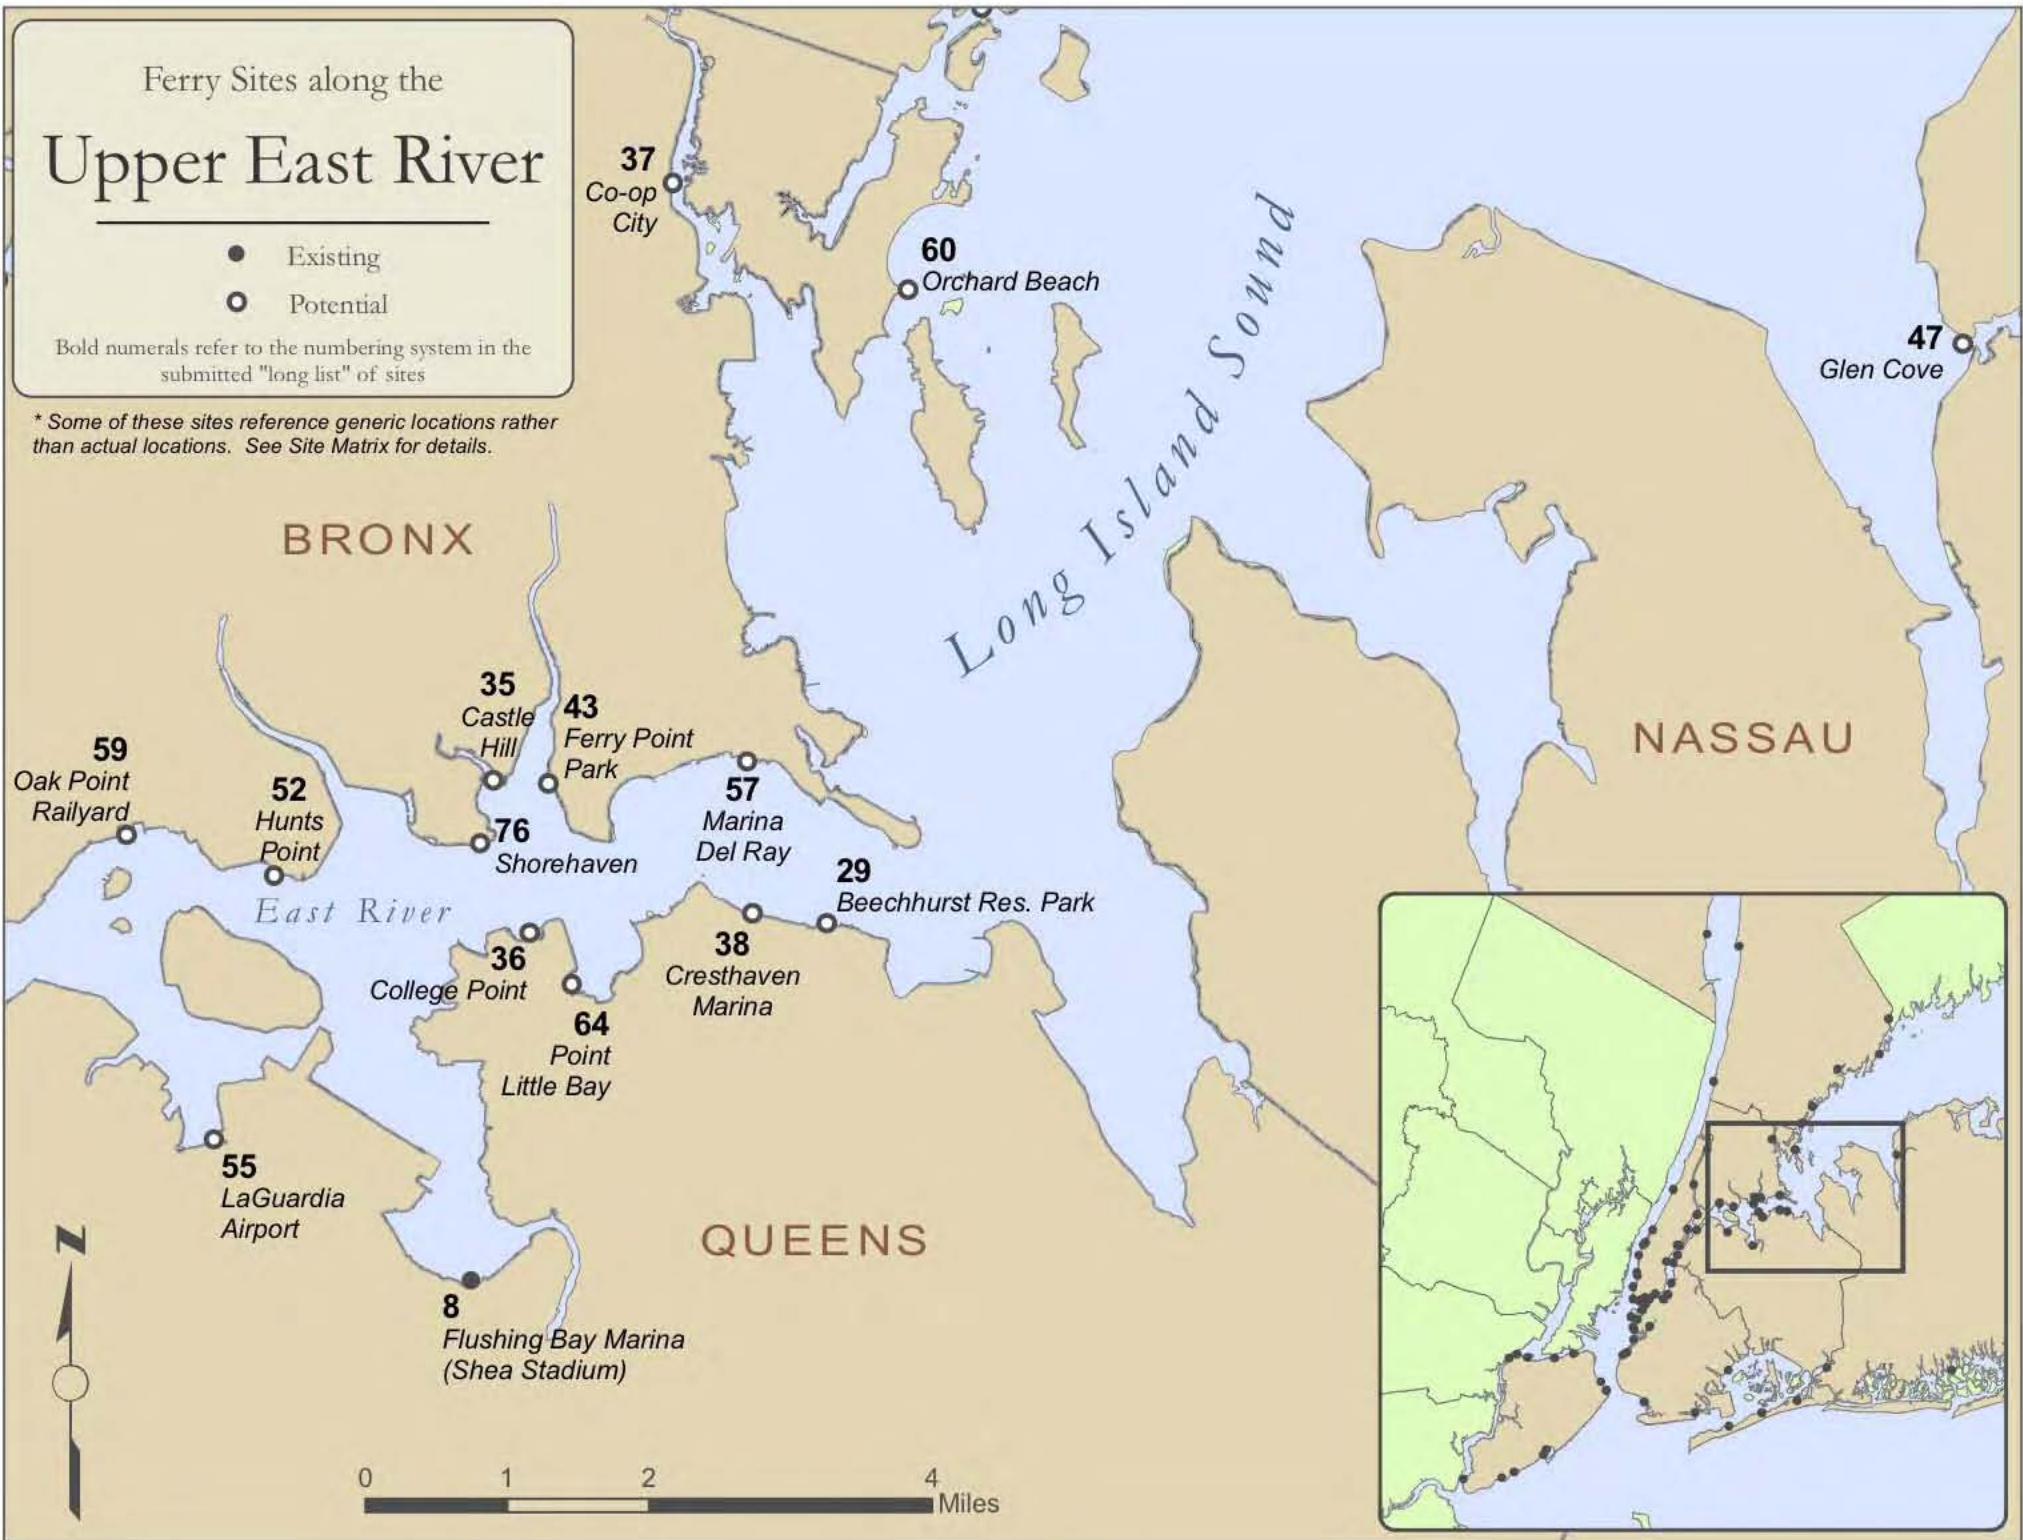 Ferry Sites along the
Upper East River
Existing
Potential
Bold numerals refer to the numbering system in the
submitted "long list" of sites
* Some of these sites reference generic locations rather
than actual locations.  See Site Matrix for details.
37
Co-op
City
60
Orchard Beach
47
Glen Cove
Long Island Sound
BRONX
NASSAU
35
Castle
Hill
43
Ferry Point
Park
59
Oak Point
Railyard
52
Hunts
Point
57
Marina
Del Ray
76
Shorehaven
29
Beechhurst Res. Park
East River
36
College Point
38
Cresthaven
Marina
64
Point
Little Bay
55
LaGuardia
Airport
QUEENS
8
Flushing Bay Marina
(Shea Stadium)
N
0 1 2 4
Miles